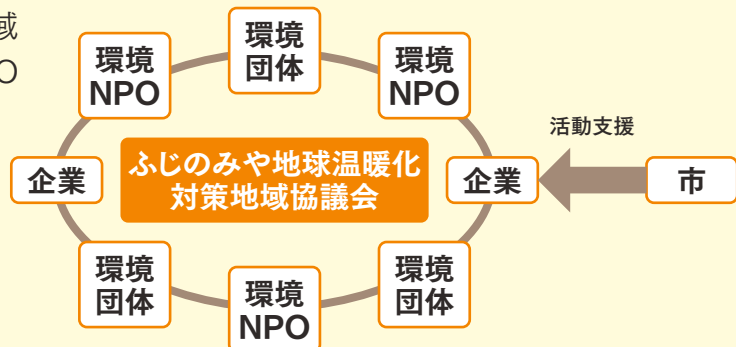 域
O
環境
団体
環境
NPO
環境
NPO
活動支援
企業
ふじのみや地球温暖化
対策地域協議会
企業
市
環境
団体
環境
NPO
環境
団体